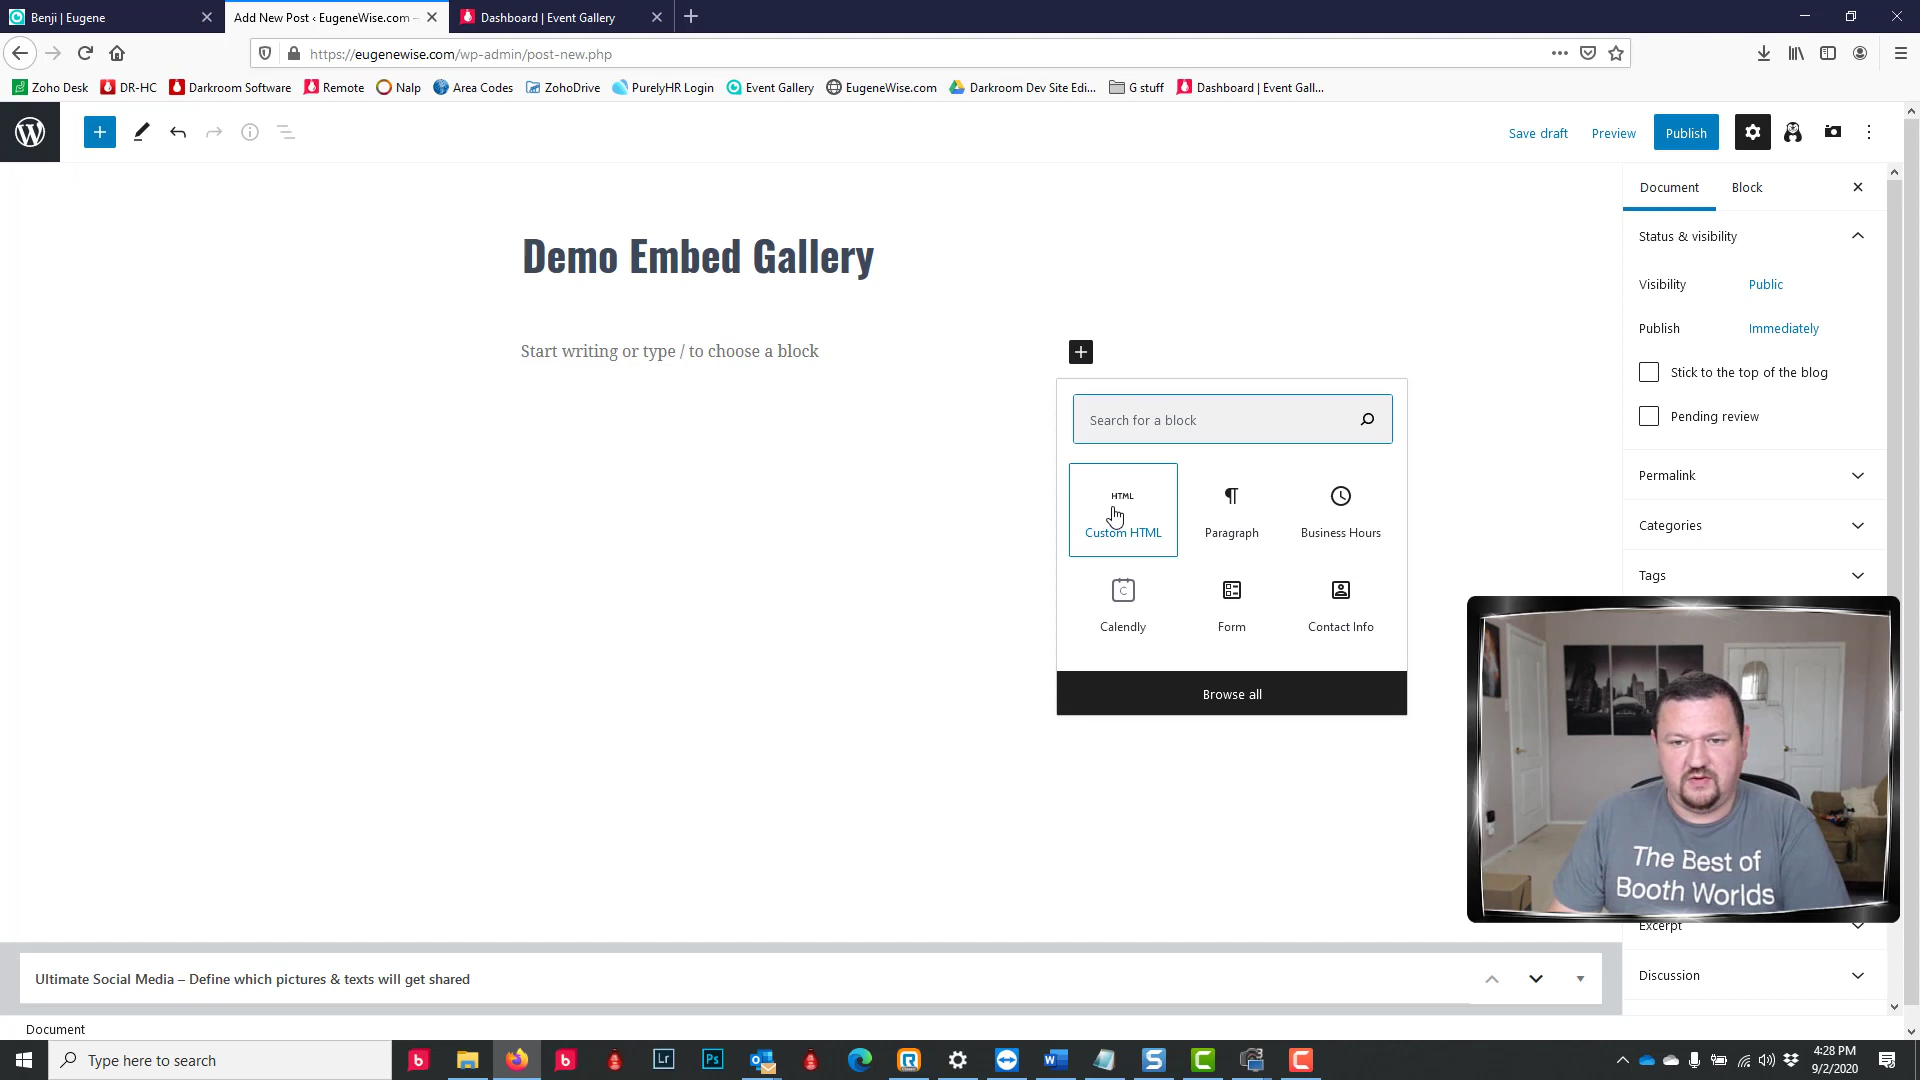 Benji | Eugene
Add New Post ‹ EugeneWise.com —
Dashboard | Event Gallery
https://eugenewise.com/wp-admin/post-new.php
Zoho Desk DR-HC Darkroom Software Remote Nalp Area Codes ZohoDrive PurelyHR Login Event Gallery EugeneWise.com Darkroom Dev Site Edi... G stuff Dashboard | Event Gall...
Save draft Preview Publish
Document Block
Demo Embed Gallery
Status & visibility
Visibility Public
Start writing or type / to choose a block
Publish Immediately
Stick to the top of the blog
Search for a block
Pending review
Permalink
HTML
Custom HTML Paragraph Business Hours
Categories
Tags
C
Calendly Form Contact Info
Browse all
The Best of
Booth Worlds
Excerpt
Ultimate Social Media – Define which pictures & texts will get shared
Discussion
Document
Type here to search
b
b
Lr
Ps
W
S
C
C
4:28 PM
9/2/2020